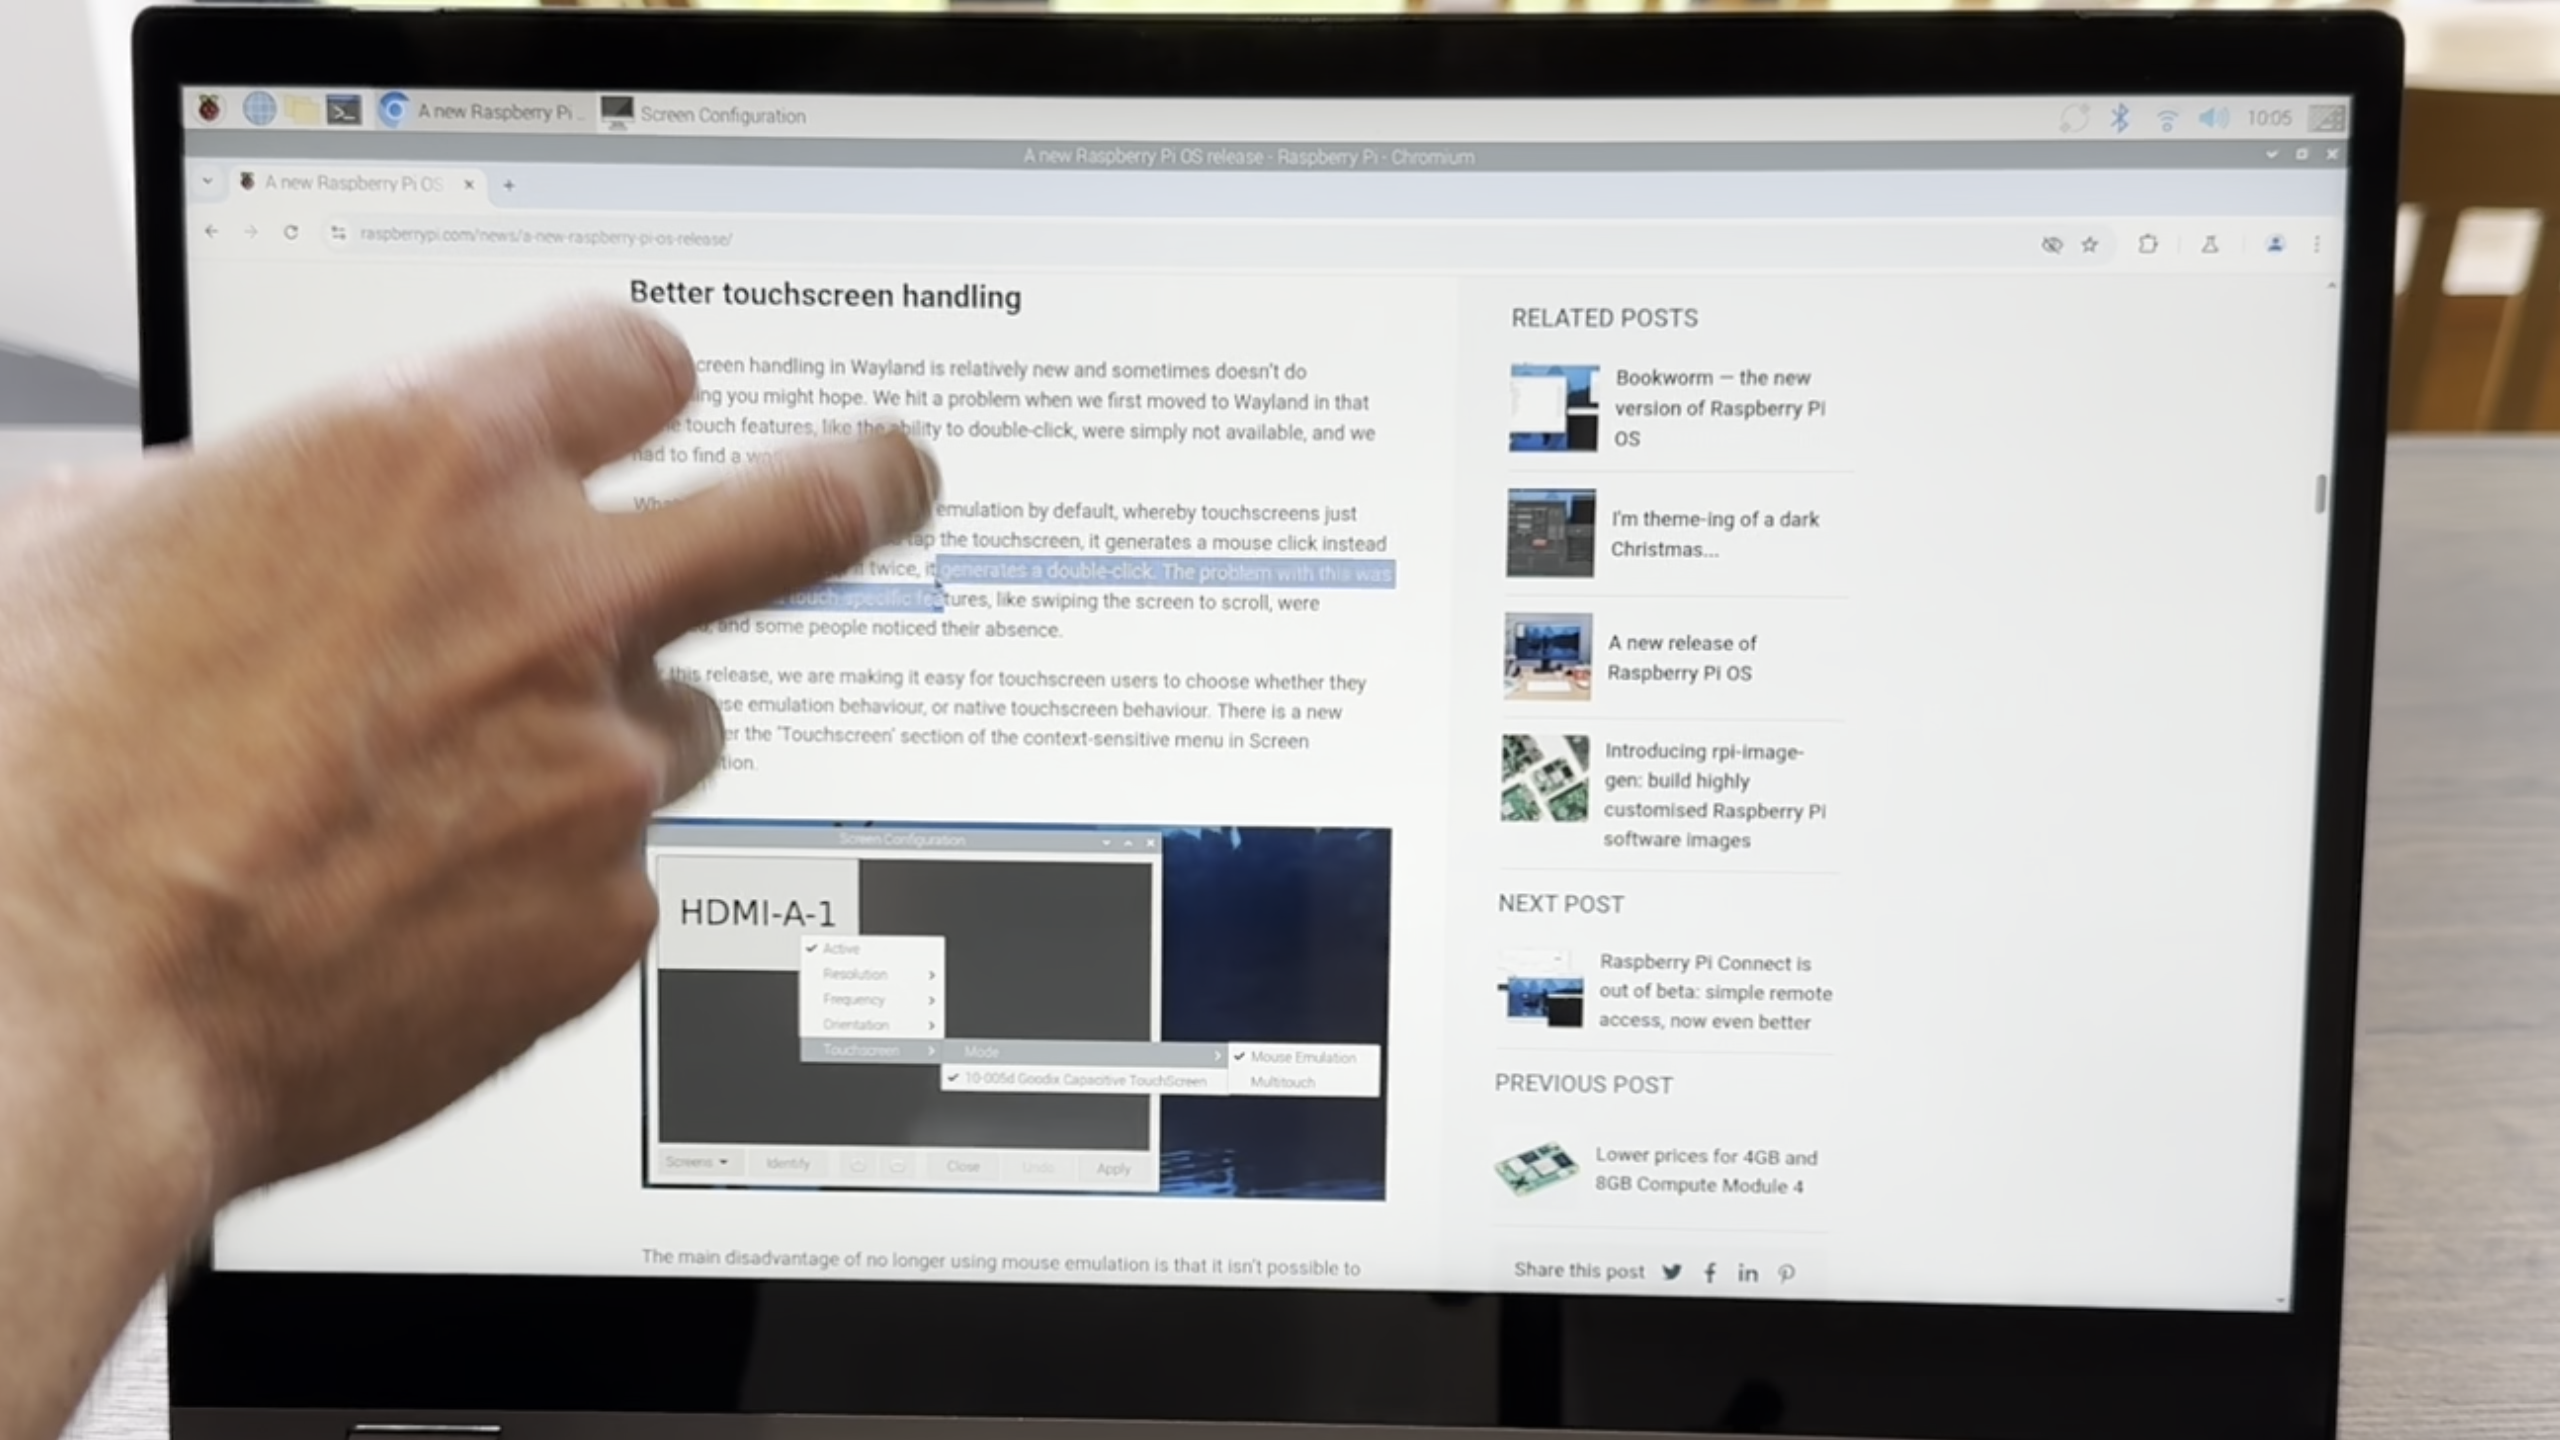 A new Raspberry Pi ...
Screen Configuration
10:05
A new Raspberry Pi OS release - Raspberry Pi - Chromium
A new Raspberry Pi OS
raspberrypi.com/news/a-new-raspberry-pi-os-release/
Better touchscreen handling
creen handling in Wayland is relatively new and sometimes doesn't do
ing you might hope. We hit a problem when we first moved to Wayland in that
touch features, like the ability to double-click, were simply not available, and we
had to find a
emulation by default, whereby touchscreens just
tap the touchscreen, it generates a mouse click instead
twice, it generates a double-click. The problem with this was
touch specific features, like swiping the screen to scroll, were
and some people noticed their absence.
this release, we are making it easy for touchscreen users to choose whether they
se emulation behaviour, or native touchscreen behaviour. There is a new
er the 'Touchscreen' section of the context-sensitive menu in Screen
tion.
Screen Configuration
HDMI-A-1
Active
Resolution
Frequency
Orientation
Touchscreen
Mode
Mouse Emulation
10-005d Goodix Capacitive TouchScreen
Multitouch
Screens
Identify
Close
Undo
Apply
The main disadvantage of no longer using mouse emulation is that it isn't possible to
RELATED POSTS
Bookworm — the new
version of Raspberry Pi
OS
I'm theme-ing of a dark
Christmas...
A new release of
Raspberry Pi OS
Introducing rpi-image-
gen: build highly
customised Raspberry Pi
software images
NEXT POST
Raspberry Pi Connect is
out of beta: simple remote
access, now even better
PREVIOUS POST
Lower prices for 4GB and
8GB Compute Module 4
Share this post